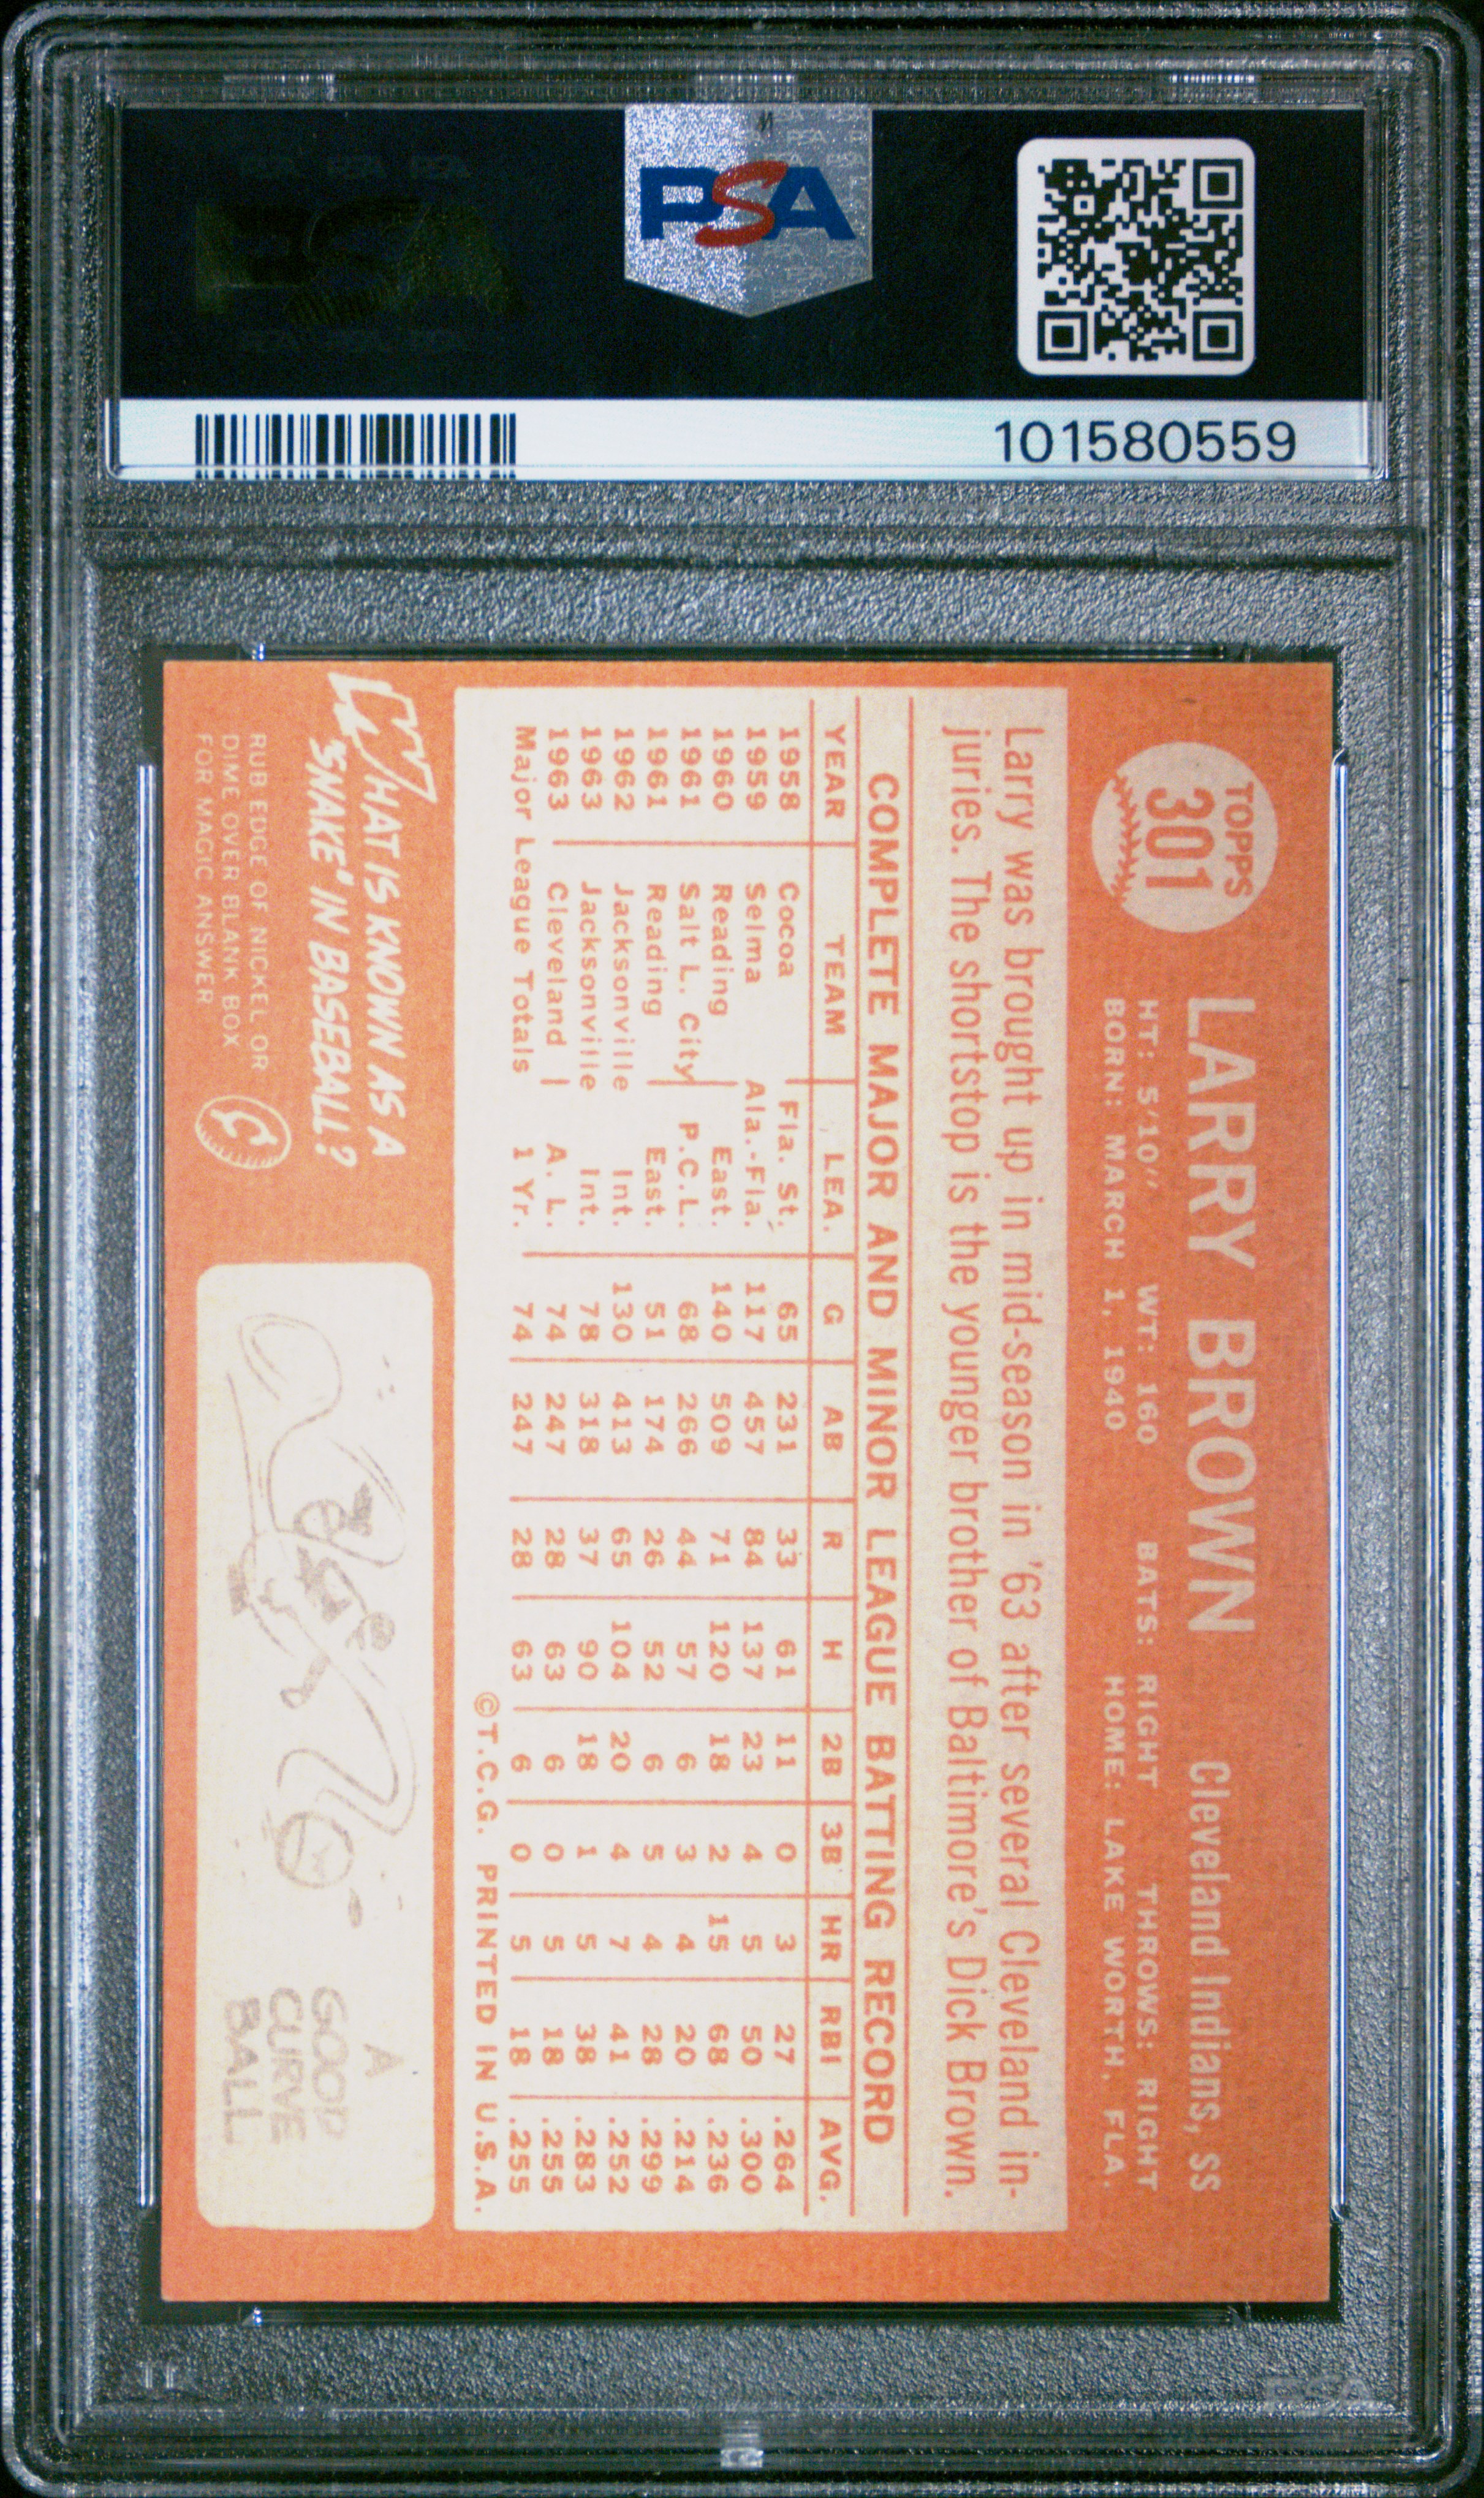 PSA
101580559
TOPPS
301
LARRY BROWN Cleveland Indians, SS
HT: 5'10" WT: 160 BATS: RIGHT THROWS: RIGHT
BORN: MARCH 1, 1940 HOME: LAKE WORTH, FLA.
Larry was brought up in mid-season in '63 after several Cleveland in-
juries. The shortstop is the younger brother of Baltimore's Dick Brown.
COMPLETE MAJOR AND MINOR LEAGUE BATTING RECORD
YEAR TEAM LEA. G AB R H 2B 3B HR RBI AVG.
1958 Cocoa Fla. St. 65 231 33 61 11 0 3 27 .264
1959 Selma Ala.-Fla. 117 457 84 137 23 4 5 50 .300
1960 Reading East. 140 509 71 120 18 2 15 68 .236
1961 Salt L. City P.C.L. 68 266 44 57 6 3 4 20 .214
1961 Reading East. 51 174 26 52 6 5 4 28 .299
1962 Jacksonville Int. 130 413 65 104 20 4 7 41 .252
1963 Jacksonville Int. 78 318 37 90 18 1 5 38 .283
1963 Cleveland A. L. 74 247 28 63 6 0 5 18 .255
Major League Totals 1 Yr. 74 247 28 63 6 0 5 18 .255
©T.C.G. PRINTED IN U.S.A.
WHAT IS KNOWN AS A
"SNAKE" IN BASEBALL?
RUB EDGE OF NICKEL OR
DIME OVER BLANK BOX
FOR MAGIC ANSWER
C
A
GOOD
CURVE
BALL